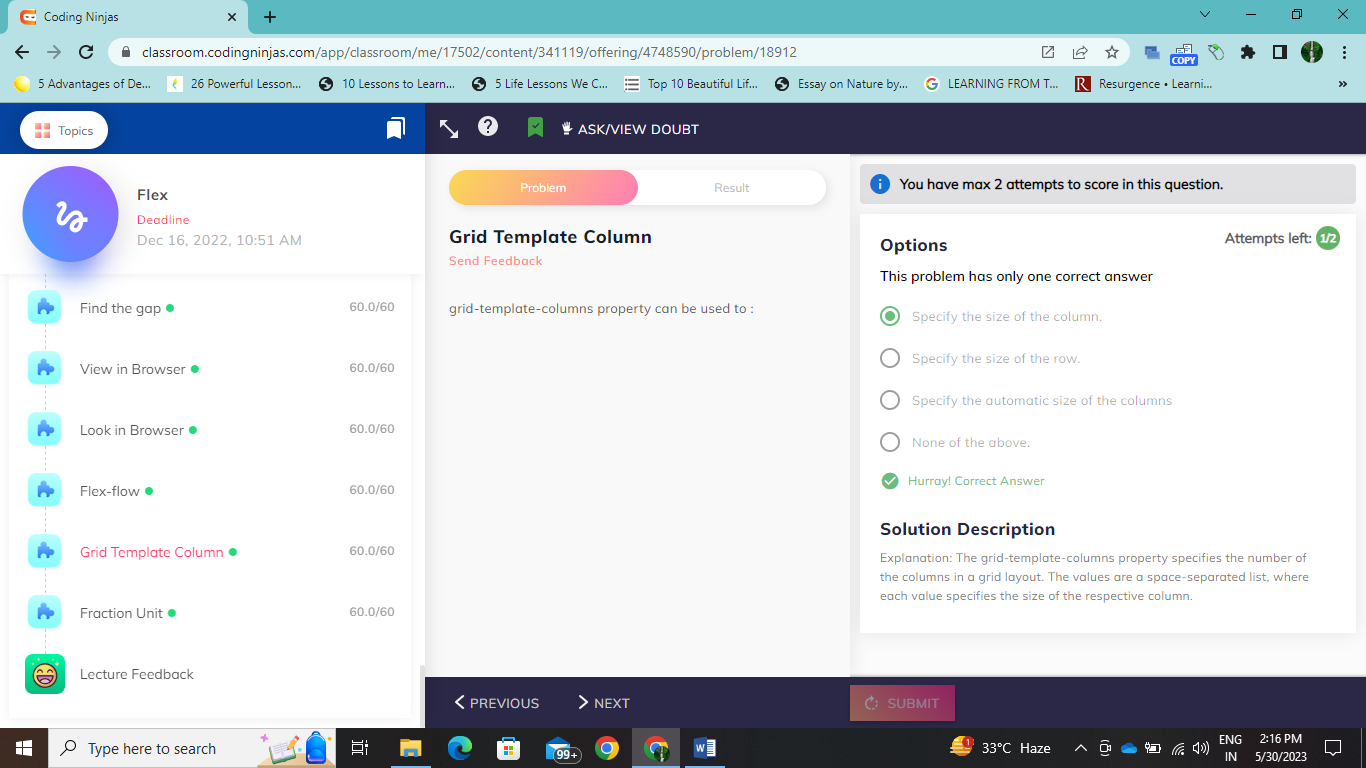 Coding Ninjas
classroom.codingninjas.com/app/classroom/me/17502/content/341119/offering/4748590/problem/18912
COPY
5 Advantages of De...
26 Powerful Lesson...
10 Lessons to Learn...
5 Life Lessons We C...
Top 10 Beautiful Lif...
Essay on Nature by...
LEARNING FROM T...
Resurgence • Learni...
»
Topics
ASK/VIEW DOUBT
Flex
Deadline
Dec 16, 2022, 10:51 AM
Find the gap 60.0/60
View in Browser 60.0/60
Look in Browser 60.0/60
Flex-flow 60.0/60
Grid Template Column 60.0/60
Fraction Unit 60.0/60
Lecture Feedback
Problem
Result
Grid Template Column
Send Feedback
grid-template-columns property can be used to :
You have max 2 attempts to score in this question.
Options
Attempts left: 1/2
This problem has only one correct answer
Specify the size of the column.
Specify the size of the row.
Specify the automatic size of the columns
None of the above.
Hurray! Correct Answer
Solution Description
Explanation: The grid-template-columns property specifies the number of
the columns in a grid layout. The values are a space-separated list, where
each value specifies the size of the respective column.
PREVIOUS
NEXT
SUBMIT
Type here to search
99+
1
33°C Haze
ENG
IN
2:16 PM
5/30/2023